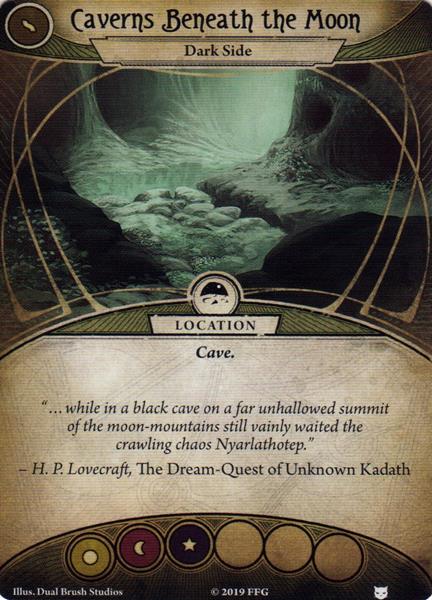 Caverns Beneath the Moon
Dark Side
LOCATION
Cave.
“…while in a black cave on a far unhallowed summit
of the moon-mountains still vainly waited the
crawling chaos Nyarlathotep.”
– H. P. Lovecraft, The Dream-Quest of Unknown Kadath
Illus. Dual Brush Studios
© 2019 FFG